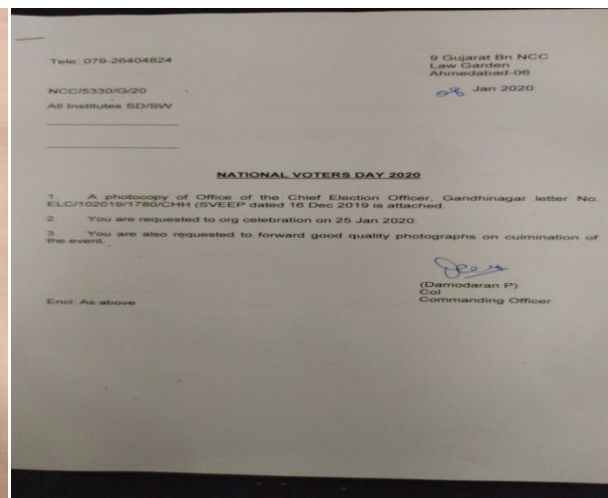 Tele: 079-26404824
9 Gujarat Bn NCC
Law Garden
Ahmedabad-06
NCC/5330/G/20
08 Jan 2020
All Institutes SD/SW
NATIONAL VOTERS DAY 2020
1. A photocopy of Office of the Chief Election Officer, Gandhinagar letter No.
ELC/102019/1780/CHH (SVEEP dated 16 Dec 2019 is attached.
2. You are requested to org celebration on 25 Jan 2020.
3. You are also requested to forward good quality photographs on culmination of
the event.
(Damodaran P)
Col
Commanding Officer
Encl: As above